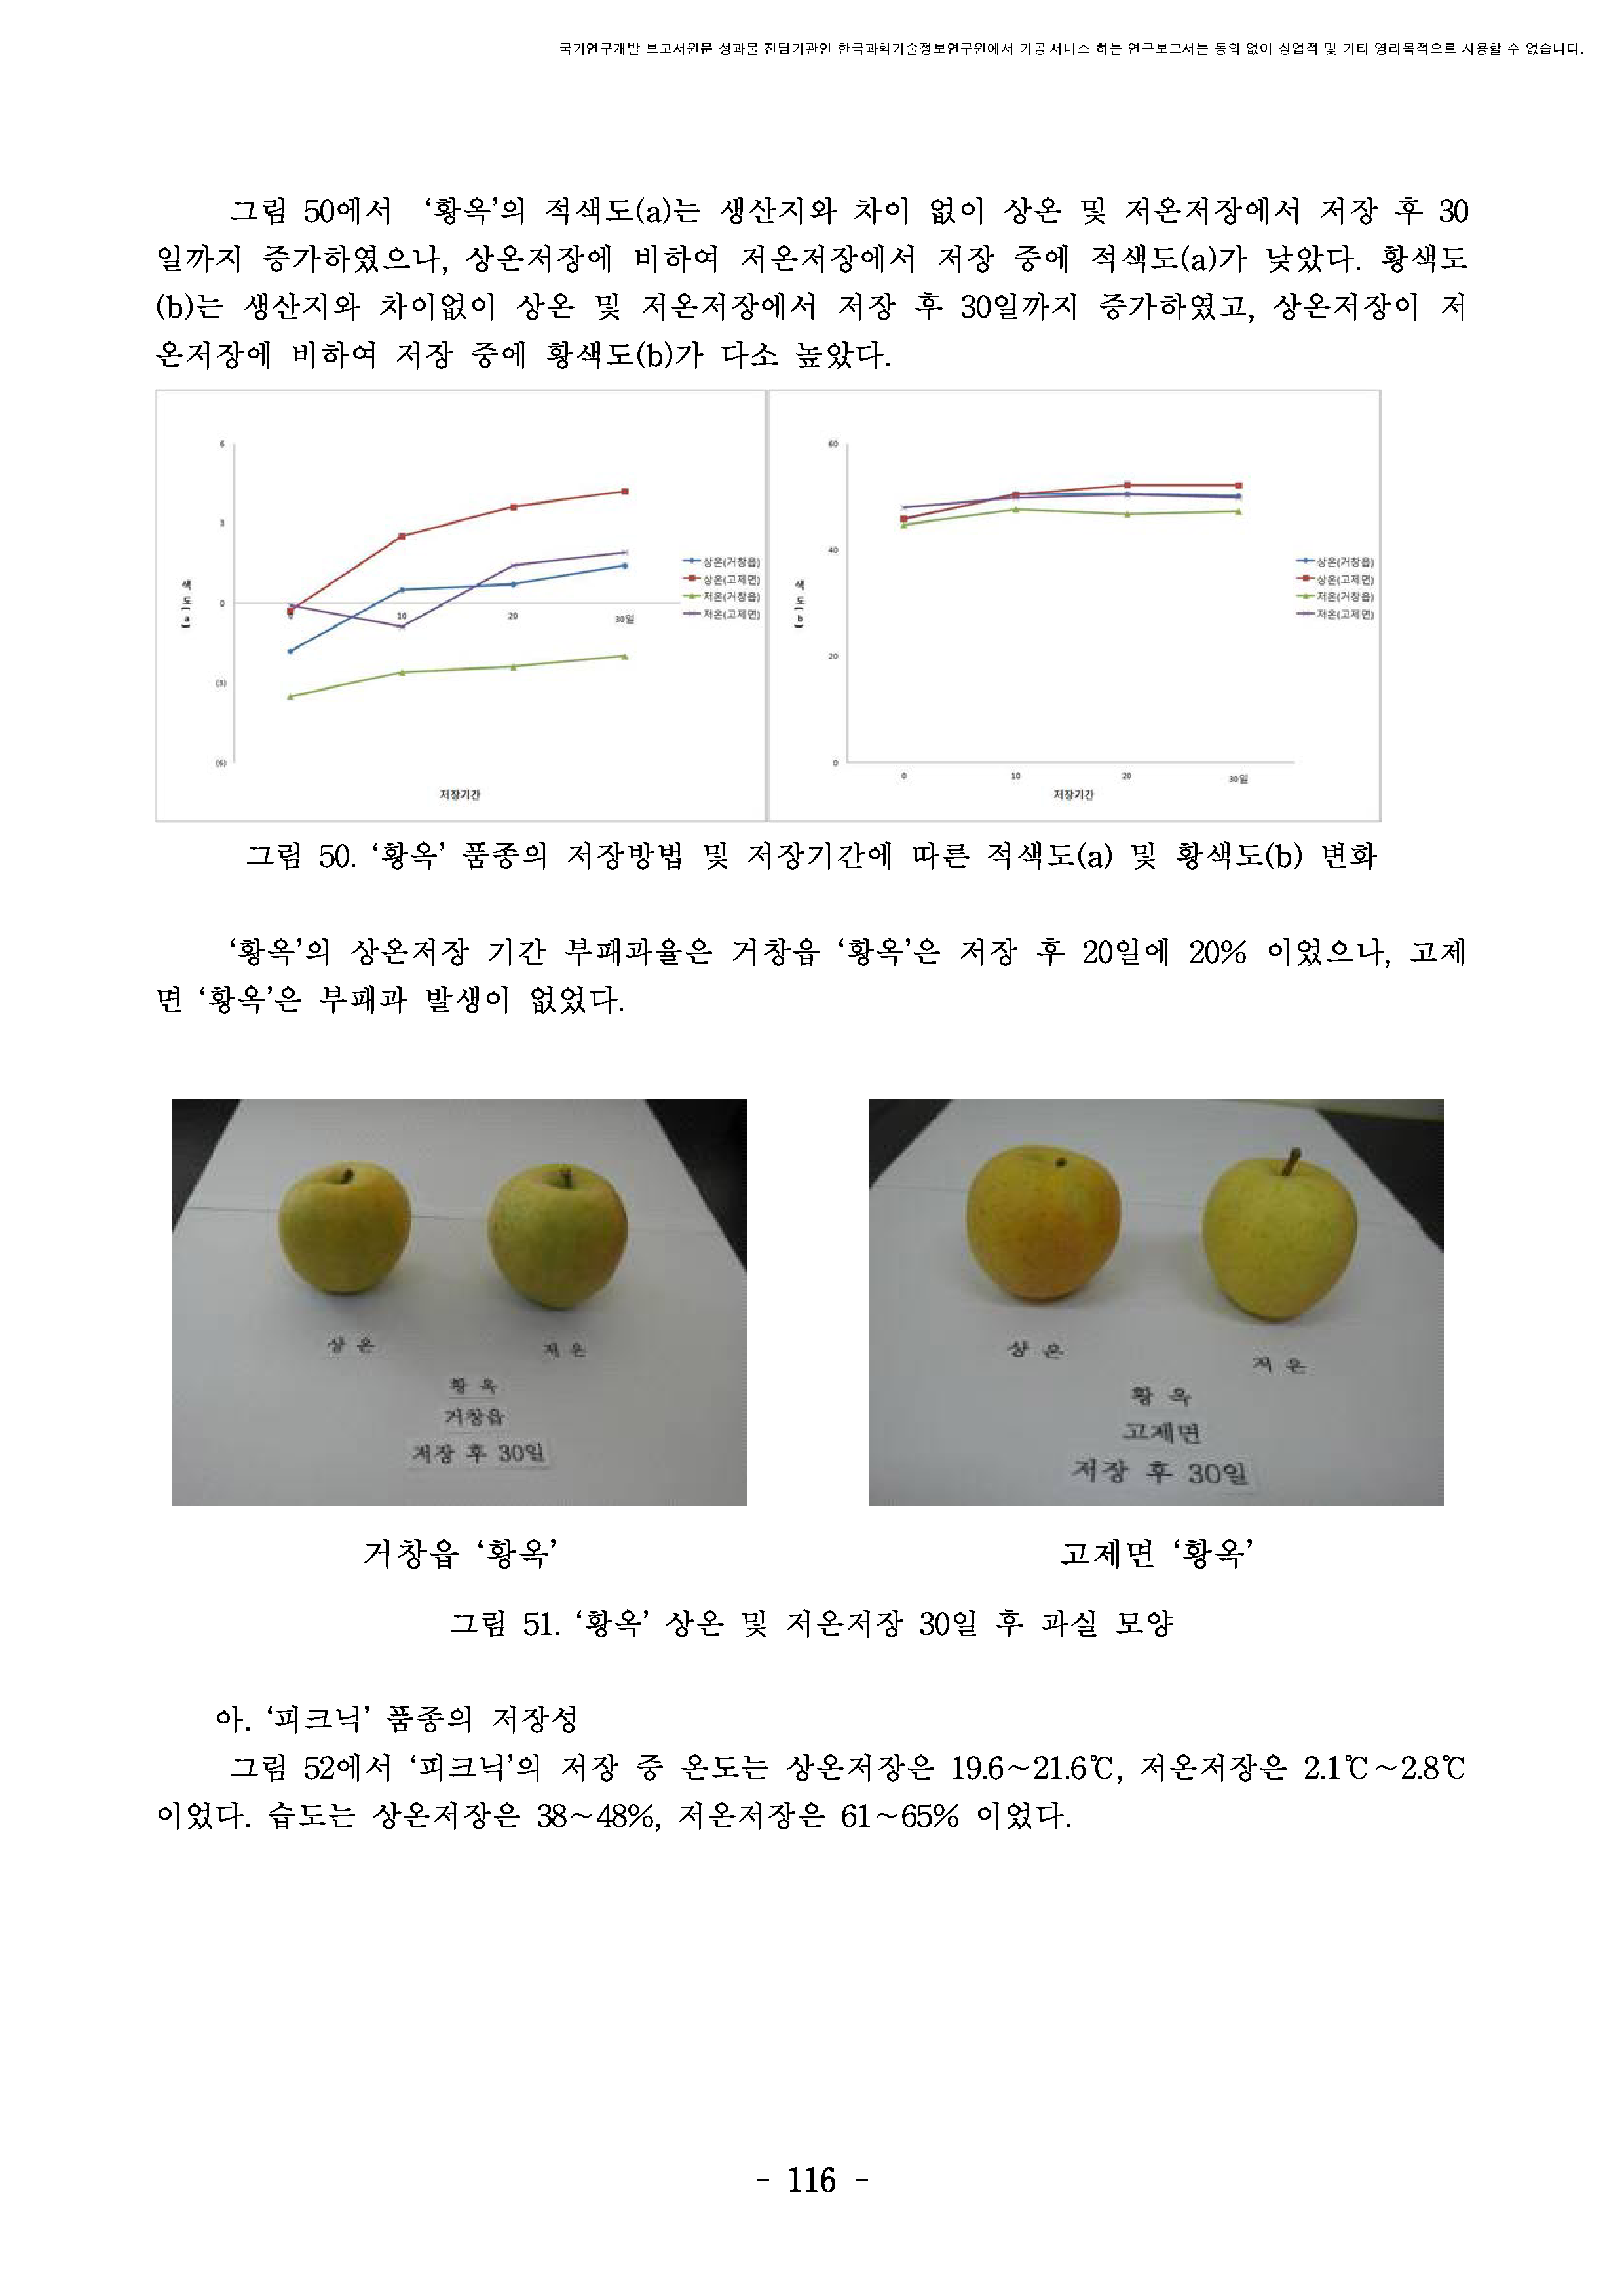 국가연구개발 보고서원문 성과물 전담기관인 한국과학기술정보연구원에서 가공·서비스 하는 연구보고서는 동의 없이 상업적 및 기타 영리목적으로 사용할 수 없습니다.
그림 50에서 ‘황옥’의 적색도(a)는 생산지와 차이 없이 상온 및 저온저장에서 저장 후 30
일까지 증가하였으나, 상온저장에 비하여 저온저장에서 저장 중에 적색도(a)가 낮았다. 황색도
(b)는 생산지와 차이없이 상온 및 저온저장에서 저장 후 30일까지 증가하였고, 상온저장이 저
온저장에 비하여 저장 중에 황색도(b)가 다소 높았다.
6
3
0
(3)
(6)
색도(a)
10
20
30일
저장기간
상온(거창읍)
상온(고제면)
저온(거창읍)
저온(고제면)
60
40
20
0
색도(b)
0
10
20
30일
저장기간
상온(거창읍)
상온(고제면)
저온(거창읍)
저온(고제면)
그림 50. ‘황옥’ 품종의 저장방법 및 저장기간에 따른 적색도(a) 및 황색도(b) 변화
‘황옥’의 상온저장 기간 부패과율은 거창읍 ‘황옥’은 저장 후 20일에 20% 이었으나, 고제
면 ‘황옥’은 부패과 발생이 없었다.
상 온
저 온
황 옥
거창읍
저장 후 30일
상 온
저 온
황 옥
고제면
저장 후 30일
거창읍 ‘황옥’
고제면 ‘황옥’
그림 51. ‘황옥’ 상온 및 저온저장 30일 후 과실 모양
아. ‘피크닉’ 품종의 저장성
그림 52에서 ‘피크닉’의 저장 중 온도는 상온저장은 19.6~21.6℃, 저온저장은 2.1℃~2.8℃
이었다. 습도는 상온저장은 38~48%, 저온저장은 61~65% 이었다.
- 116 -